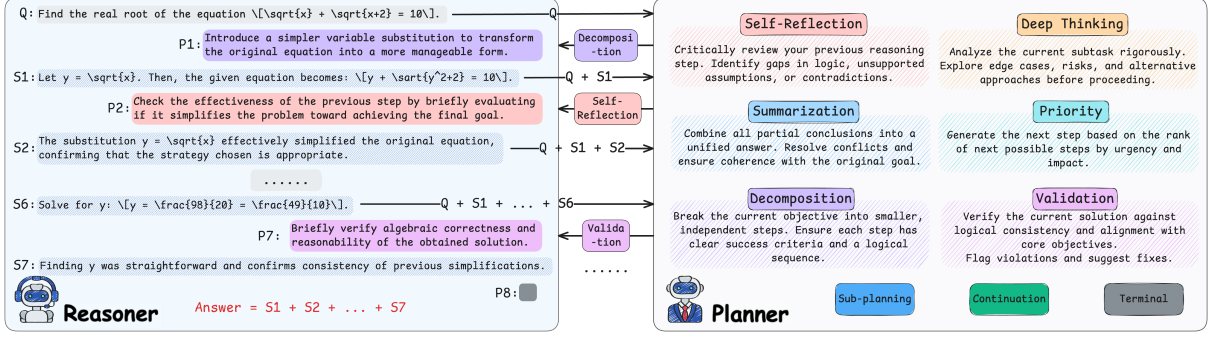 Q: Find the real root of the equation \[\sqrt{x} + \sqrt{x+2} = 10\].
Q
P1: Introduce a simpler variable substitution to transform
the original equation into a more manageable form.
Decomposi
-tion
S1: Let y = \sqrt{x}. Then, the given equation becomes: \[y + \sqrt{y^2+2} = 10\].
Q + S1
P2: Check the effectiveness of the previous step by briefly evaluating
if it simplifies the problem toward achieving the final goal.
Self-
Reflection
S2: The substitution y = \sqrt{x} effectively simplified the original equation,
confirming that the strategy chosen is appropriate.
Q + S1 + S2
......
S6: Solve for y: \[y = \frac{98}{20} = \frac{49}{10}\].
Q + S1 + ... + S6
P7: Briefly verify algebraic correctness and
reasonability of the obtained solution.
Valida
-tion
S7: Finding y was straightforward and confirms consistency of previous simplifications.
......
P8:
Reasoner
Answer = S1 + S2 + ... + S7
Self-Reflection
Critically review your previous reasoning
step. Identify gaps in logic, unsupported
assumptions, or contradictions.
Deep Thinking
Analyze the current subtask rigorously.
Explore edge cases, risks, and alternative
approaches before proceeding.
Summarization
Combine all partial conclusions into a
unified answer. Resolve conflicts and
ensure coherence with the original goal.
Priority
Generate the next step based on the rank
of next possible steps by urgency and
impact.
Decomposition
Break the current objective into smaller,
independent steps. Ensure each step has
clear success criteria and a logical
sequence.
Validation
Verify the current solution against
logical consistency and alignment with
core objectives.
Flag violations and suggest fixes.
Planner
Sub-planning
Continuation
Terminal